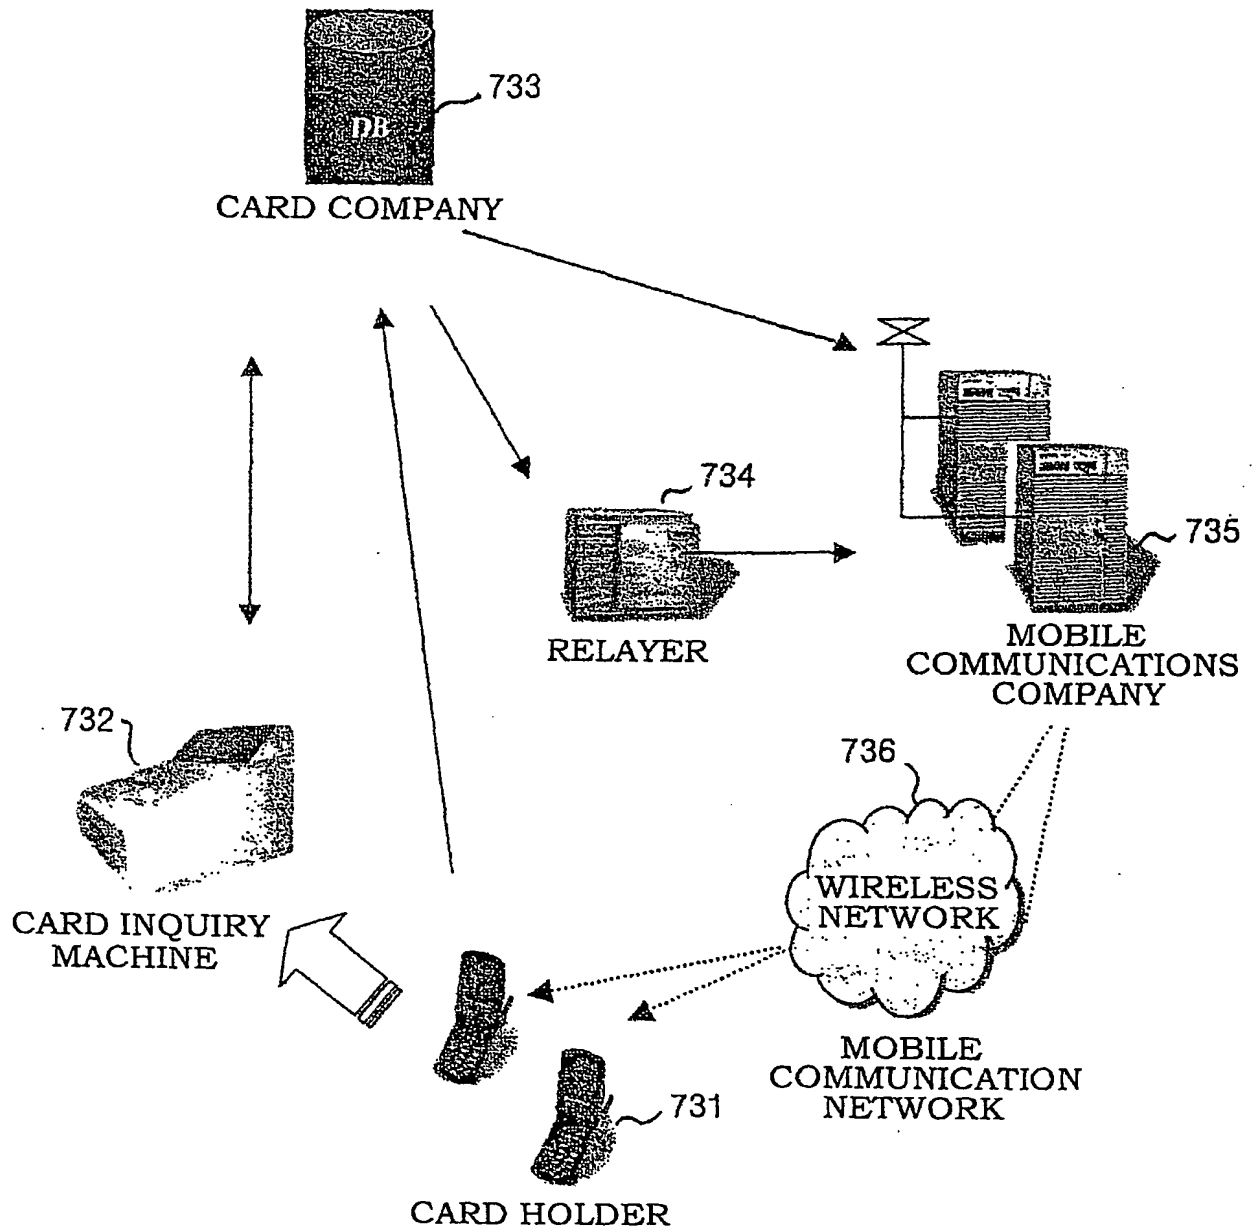 733
DB
CARD COMPANY
734
735
RELAYER
MOBILE
COMMUNICATIONS
COMPANY
732
736
WIRELESS
NETWORK
CARD INQUIRY
MACHINE
MOBILE
COMMUNICATION
NETWORK
731
CARD HOLDER